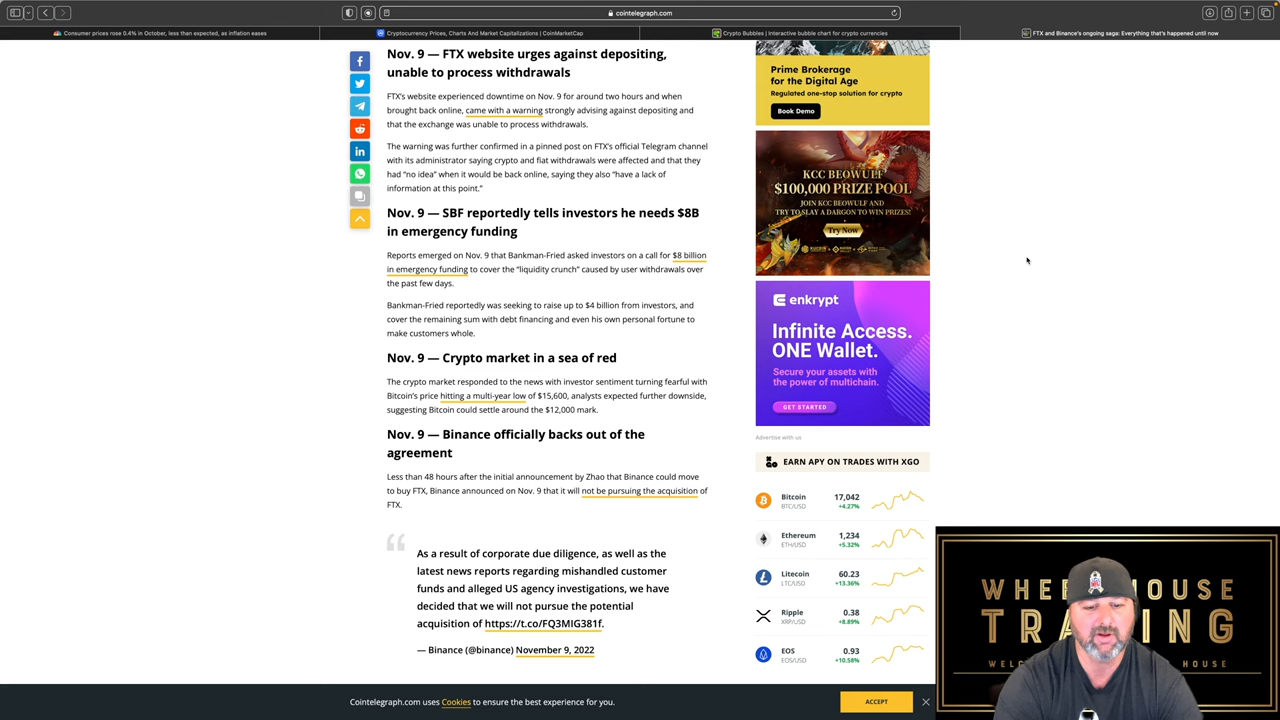 cointelegraph.com
Consumer prices rose 0.4% in October, less than expected, as inflation eases
Cryptocurrency Prices, Charts And Market Capitalizations | CoinMarketCap
Crypto Bubbles | Interactive bubble chart for crypto currencies
FTX and Binance's ongoing saga: Everything that's happened until now
Nov. 9 — FTX website urges against depositing,
unable to process withdrawals
FTX's website experienced downtime on Nov. 9 for around two hours and when
brought back online, came with a warning strongly advising against depositing and
that the exchange was unable to process withdrawals.
The warning was further confirmed in a pinned post on FTX's official Telegram channel
with its administrator saying crypto and fiat withdrawals were affected and that they
had "no idea" when it would be back online, saying they also "have a lack of
information at this point."
Nov. 9 — SBF reportedly tells investors he needs $8B
in emergency funding
Reports emerged on Nov. 9 that Bankman-Fried asked investors on a call for $8 billion
in emergency funding to cover the "liquidity crunch" caused by user withdrawals over
the past few days.
Bankman-Fried reportedly was seeking to raise up to $4 billion from investors, and
cover the remaining sum with debt financing and even his own personal fortune to
make customers whole.
Nov. 9 — Crypto market in a sea of red
The crypto market responded to the news with investor sentiment turning fearful with
Bitcoin's price hitting a multi-year low of $15,600, analysts expected further downside,
suggesting Bitcoin could settle around the $12,000 mark.
Nov. 9 — Binance officially backs out of the
agreement
Less than 48 hours after the initial announcement by Zhao that Binance could move
to buy FTX, Binance announced on Nov. 9 that it will not be pursuing the acquisition of
FTX.
As a result of corporate due diligence, as well as the
latest news reports regarding mishandled customer
funds and alleged US agency investigations, we have
decided that we will not pursue the potential
acquisition of https://t.co/FQ3MIG381f.
— Binance (@binance) November 9, 2022
Prime Brokerage
for the Digital Age
Regulated one-stop solution for crypto
Book Demo
KCC BEOWULF
$100,000 PRIZE POOL
JOIN KCC BEOWULF AND
TRY TO SLAY A DARGON TO WIN PRIZES!
Try Now
enkrypt
Infinite Access.
ONE Wallet.
Secure your assets with
the power of multichain.
GET STARTED
Advertise with us
EARN APY ON TRADES WITH XGO
Bitcoin 17,042
BTC/USD +4.27%
Ethereum 1,234
ETH/USD +5.32%
Litecoin 60.23
LTC/USD +13.36%
Ripple 0.38
XRP/USD +8.89%
EOS 0.93
EOS/USD +10.58%
Cointelegraph.com uses Cookies to ensure the best experience for you.
ACCEPT